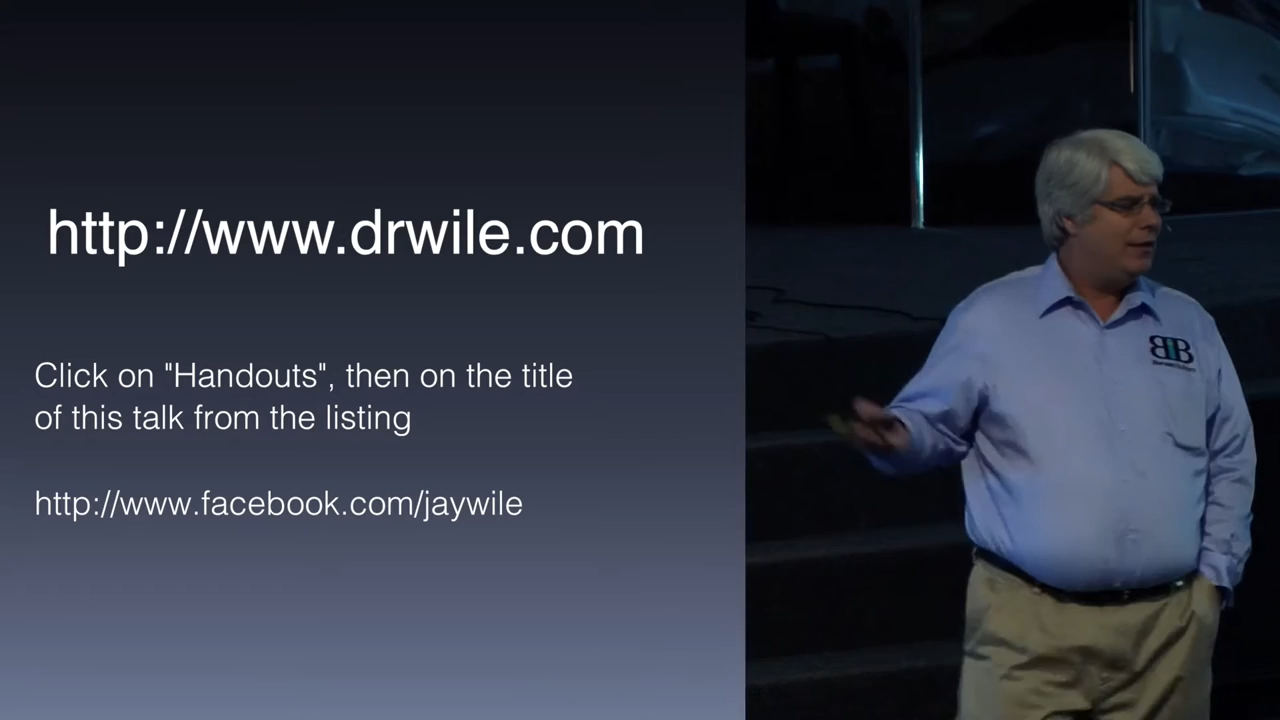 http://www.drwile.com
Click on "Handouts", then on the title
of this talk from the listing
http://www.facebook.com/jaywile